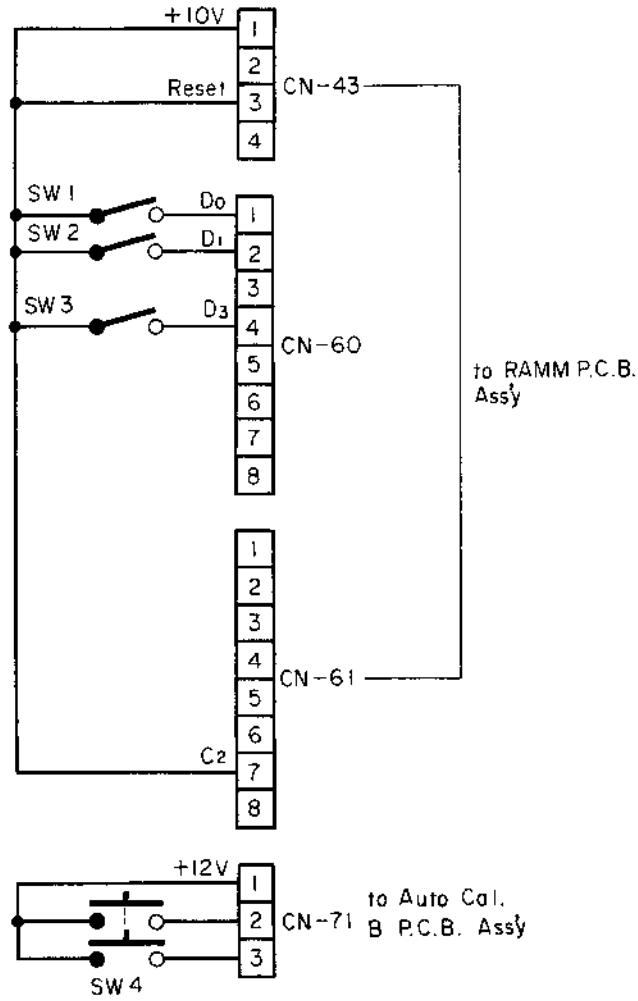 +10V
1
2
Reset
3
CN-43
4
SW 1
D0
1
SW 2
D1
2
3
SW 3
D3
4
CN-60
5
to RAMM P.C.B.
Ass'y
6
7
8
1
2
3
4
CN-61
5
6
C2
7
8
+12V
1
2
CN-71
to Auto Cal.
B P.C.B. Ass'y
3
SW 4